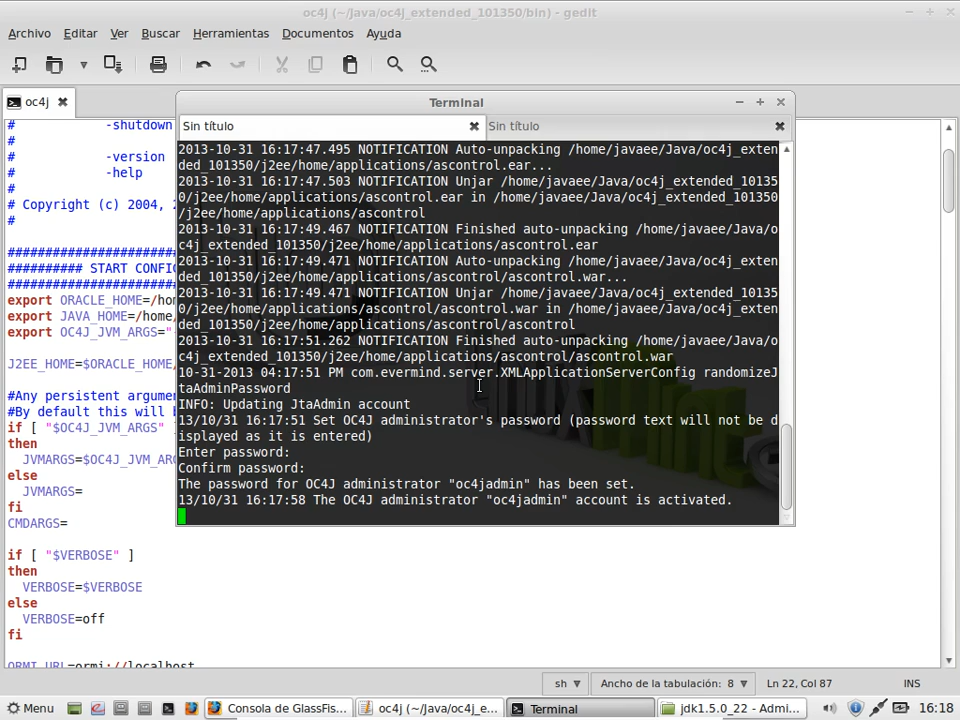 oc4j (~/Java/oc4j_extended_101350/bin) - gedit
Archivo Editar Ver Buscar Herramientas Documentos Ayuda
oc4j
# -shutdown
#
# -version
# -help
#
# Copyright (c) 2004,
#
########## START CONFIG
export ORACLE_HOME=/hom
export JAVA_HOME=/home
export OC4J_JVM_ARGS="
J2EE_HOME=$ORACLE_HOME
#Any persistent argumen
#By default this will b
if [ "$OC4J_JVM_ARGS"
then
JVMARGS=$OC4J_JVM_A
else
JVMARGS=
fi
CMDARGS=
if [ "$VERBOSE" ]
then
VERBOSE=$VERBOSE
else
VERBOSE=off
fi
ORMI_URL=ormi://localhost
Terminal
Sin título Sin título
2013-10-31 16:17:47.495 NOTIFICATION Auto-unpacking /home/javaee/Java/oc4j_exten
ded_101350/j2ee/home/applications/ascontrol.ear...
2013-10-31 16:17:47.503 NOTIFICATION Unjar /home/javaee/Java/oc4j_extended_10135
0/j2ee/home/applications/ascontrol.ear in /home/javaee/Java/oc4j_extended_101350
/j2ee/home/applications/ascontrol
2013-10-31 16:17:49.467 NOTIFICATION Finished auto-unpacking /home/javaee/Java/o
c4j_extended_101350/j2ee/home/applications/ascontrol.ear
2013-10-31 16:17:49.471 NOTIFICATION Auto-unpacking /home/javaee/Java/oc4j_exten
ded_101350/j2ee/home/applications/ascontrol/ascontrol.war...
2013-10-31 16:17:49.471 NOTIFICATION Unjar /home/javaee/Java/oc4j_extended_10135
0/j2ee/home/applications/ascontrol/ascontrol.war in /home/javaee/Java/oc4j_exten
ded_101350/j2ee/home/applications/ascontrol/ascontrol
2013-10-31 16:17:51.262 NOTIFICATION Finished auto-unpacking /home/javaee/Java/o
c4j_extended_101350/j2ee/home/applications/ascontrol/ascontrol.war
10-31-2013 04:17:51 PM com.evermind.server.XMLApplicationServerConfig randomizeJ
taAdminPassword
INFO: Updating JtaAdmin account
13/10/31 16:17:51 Set OC4J administrator's password (password text will not be d
isplayed as it is entered)
Enter password:
Confirm password:
The password for OC4J administrator "oc4jadmin" has been set.
13/10/31 16:17:58 The OC4J administrator "oc4jadmin" account is activated.
sh Ancho de la tabulación: 8 Ln 22, Col 87 INS
Menu Consola de GlassFis... oc4j (~/Java/oc4j_e... Terminal jdk1.5.0_22 - Admi... 16:18